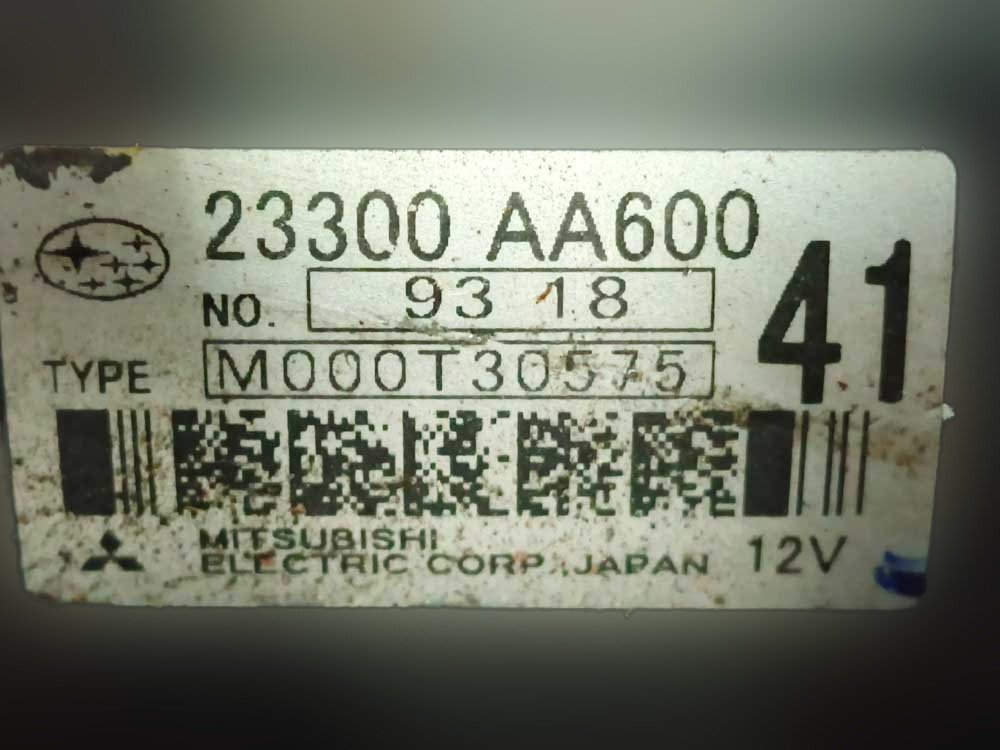 23300 AA600
41
NO. 93 18
TYPE M000T30575
MITSUBISHI
ELECTRIC CORP. JAPAN 12V